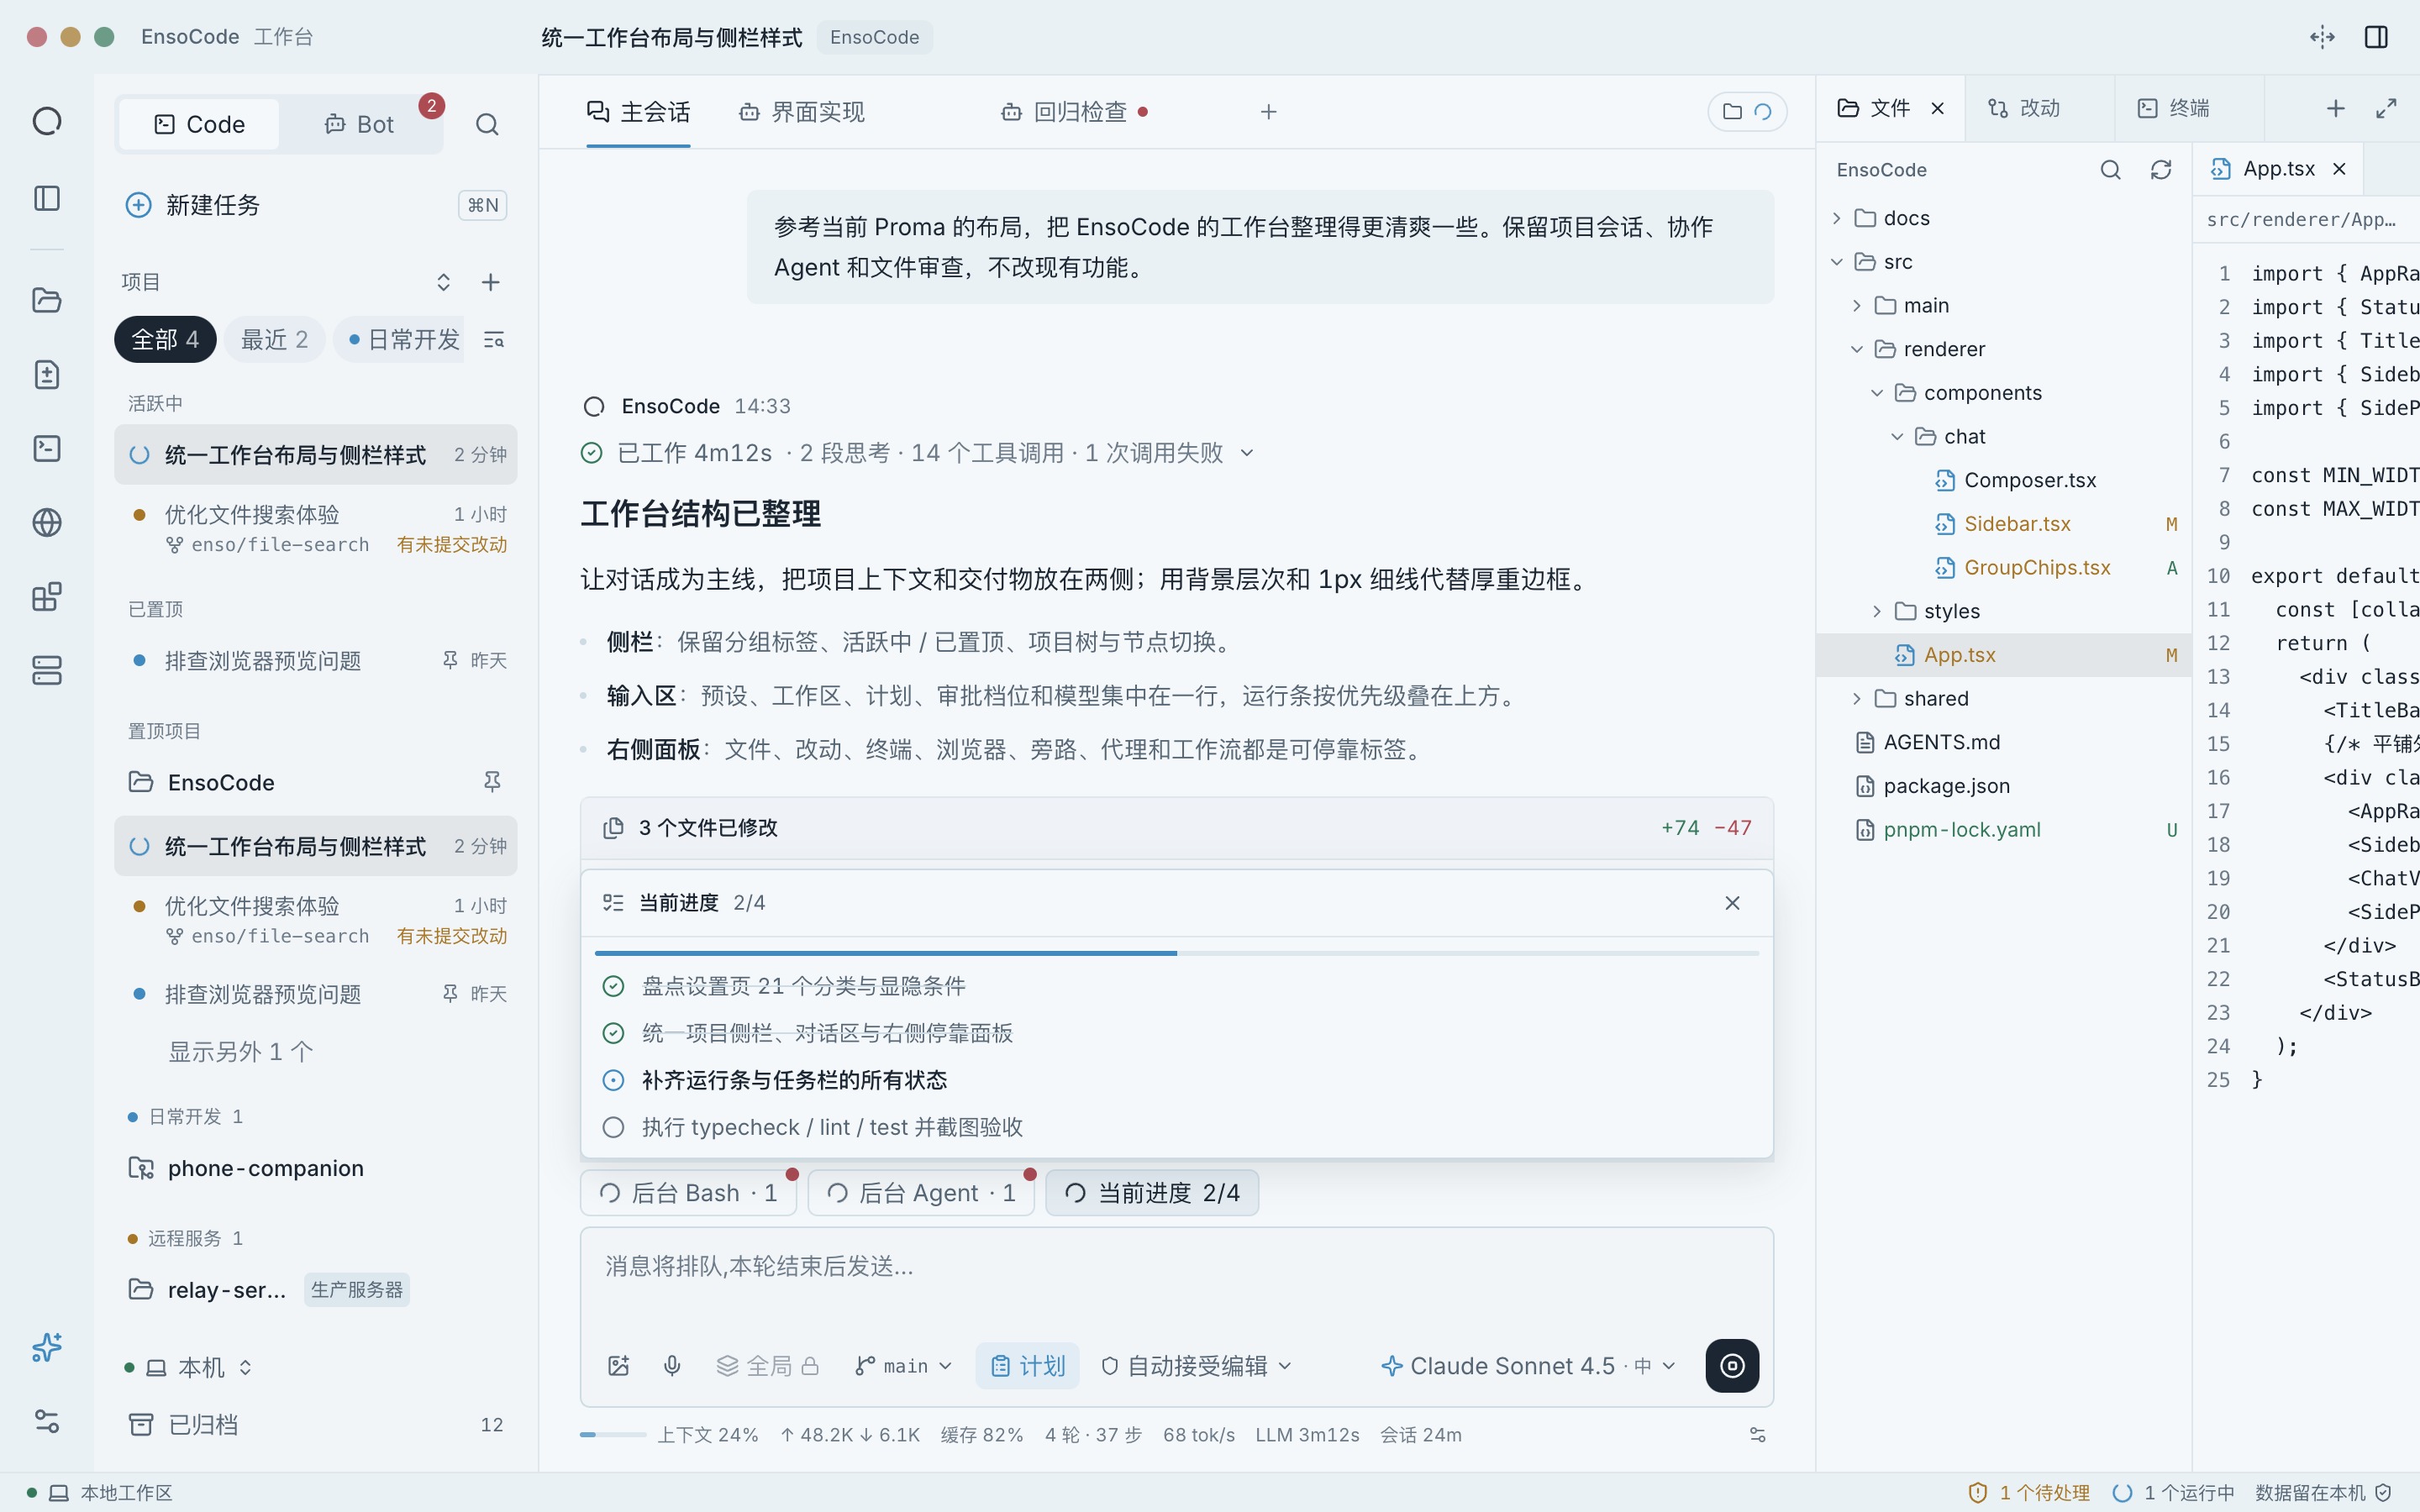 EnsoCode 工作台
统一工作台布局与侧栏样式 EnsoCode
Code
Bot
2
新建任务 ⌘N
项目
全部 4
最近 2
日常开发
活跃中
统一工作台布局与侧栏样式 2 分钟
优化文件搜索体验 1 小时
enso/file-search 有未提交改动
已置顶
排查浏览器预览问题 昨天
置顶项目
EnsoCode
统一工作台布局与侧栏样式 2 分钟
优化文件搜索体验 1 小时
enso/file-search 有未提交改动
排查浏览器预览问题 昨天
显示另外 1 个
日常开发 1
phone-companion
远程服务 1
relay-ser... 生产服务器
本机
已归档 12
主会话
界面实现
回归检查
参考当前 Proma 的布局，把 EnsoCode 的工作台整理得更清爽一些。保留项目会话、协作
Agent 和文件审查，不改现有功能。
EnsoCode 14:33
已工作 4m12s · 2 段思考 · 14 个工具调用 · 1 次调用失败
工作台结构已整理
让对话成为主线，把项目上下文和交付物放在两侧；用背景层次和 1px 细线代替厚重边框。
侧栏：保留分组标签、活跃中 / 已置顶、项目树与节点切换。
输入区：预设、工作区、计划、审批档位和模型集中在一行，运行条按优先级叠在上方。
右侧面板：文件、改动、终端、浏览器、旁路、代理和工作流都是可停靠标签。
3 个文件已修改 +74 −47
当前进度 2/4
盘点设置页 21 个分类与显隐条件
统一项目侧栏、对话区与右侧停靠面板
补齐运行条与任务栏的所有状态
执行 typecheck / lint / test 并截图验收
后台 Bash · 1
后台 Agent · 1
当前进度 2/4
消息将排队,本轮结束后发送...
全局
main
计划
自动接受编辑
Claude Sonnet 4.5 · 中
上下文 24% ↑ 48.2K ↓ 6.1K 缓存 82% 4 轮 · 37 步 68 tok/s LLM 3m12s 会话 24m
文件
改动
终端
EnsoCode
docs
src
main
renderer
components
chat
Composer.tsx
Sidebar.tsx M
GroupChips.tsx A
styles
App.tsx M
shared
AGENTS.md
package.json
pnpm-lock.yaml U
App.tsx
src/renderer/App…
1 import { AppRa
2 import { Statu
3 import { Title
4 import { Sideb
5 import { SideP
6
7 const MIN_WIDT
8 const MAX_WIDT
9
10 export default
11 const [colla
12 return (
13 <div class
14 <TitleBa
15 {/* 平铺
16 <div cla
17 <AppRa
18 <Sideb
19 <ChatV
20 <SideP
21 </div>
22 <StatusB
23 </div>
24 );
25 }
本地工作区
1 个待处理
1 个运行中
数据留在本机